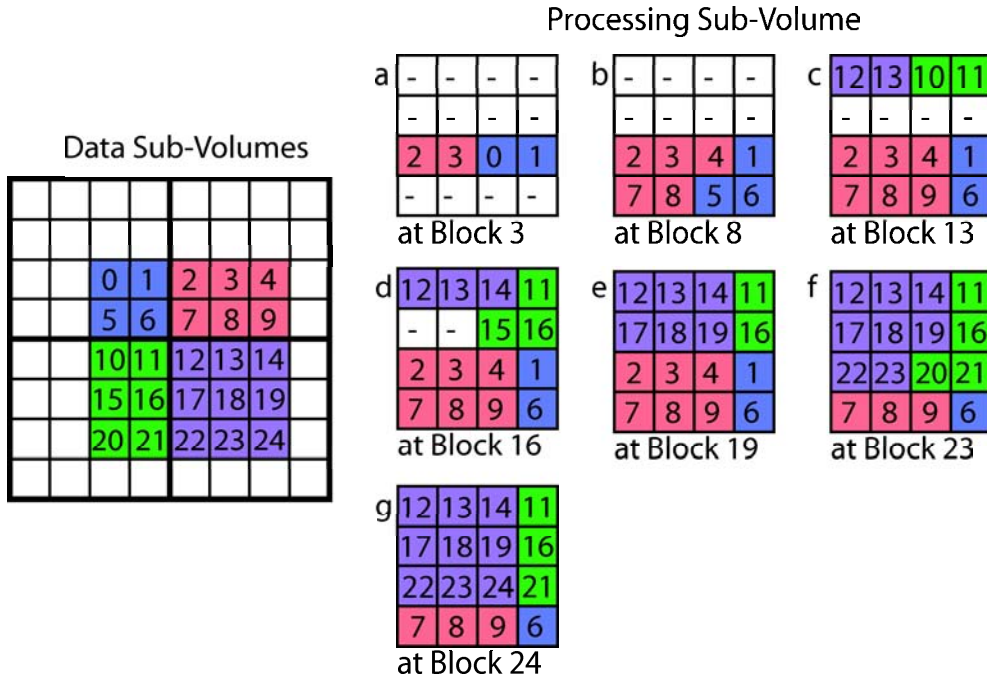 Processing Sub-Volume
Data Sub-Volumes
0 1 2 3 4
5 6 7 8 9
10 11 12 13 14
15 16 17 18 19
20 21 22 23 24
a
- - - -
- - - -
2 3 0 1
- - - -
at Block 3
b
- - - -
- - - -
2 3 4 1
7 8 5 6
at Block 8
c
12 13 10 11
- - - -
2 3 4 1
7 8 9 6
at Block 13
d
12 13 14 11
- - 15 16
2 3 4 1
7 8 9 6
at Block 16
e
12 13 14 11
17 18 19 16
2 3 4 1
7 8 9 6
at Block 19
f
12 13 14 11
17 18 19 16
22 23 20 21
7 8 9 6
at Block 23
g
12 13 14 11
17 18 19 16
22 23 24 21
7 8 9 6
at Block 24